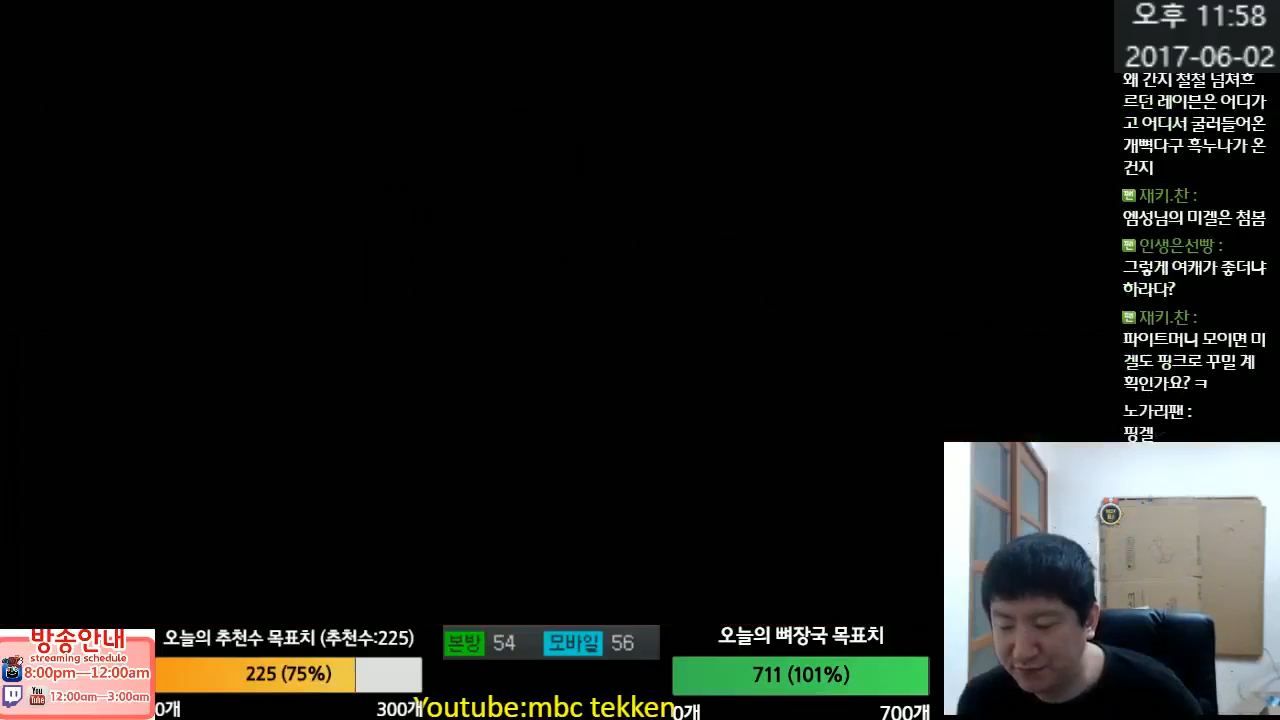 오후 11:58
2017-06-02
왜 간지 철철 넘쳐흐
르던 레이븐은 어디가
고 어디서 굴러들어온
개뼉다구 흑누나가 온
건지
팬 재키.찬 :
엠성님의 미겔은 첨봄
팬 인생은선빵 :
그렇게 여캐가 좋더냐
하라다?
팬 재키.찬 :
파이트머니 모이면 미
겔도 핑크로 꾸밀 계
획인가요? ㅋ
노가리팬 :
핑겔
방송안내
streaming schedule
8:00pm—12:00am
You Tube 12:00am—3:00am
오늘의 추천수 목표치 (추천수:225)
225 (75%)
0개 300개
본방 54 모바일 56
Youtube:mbc tekken
오늘의 뼈장국 목표치
711 (101%)
0개 700개